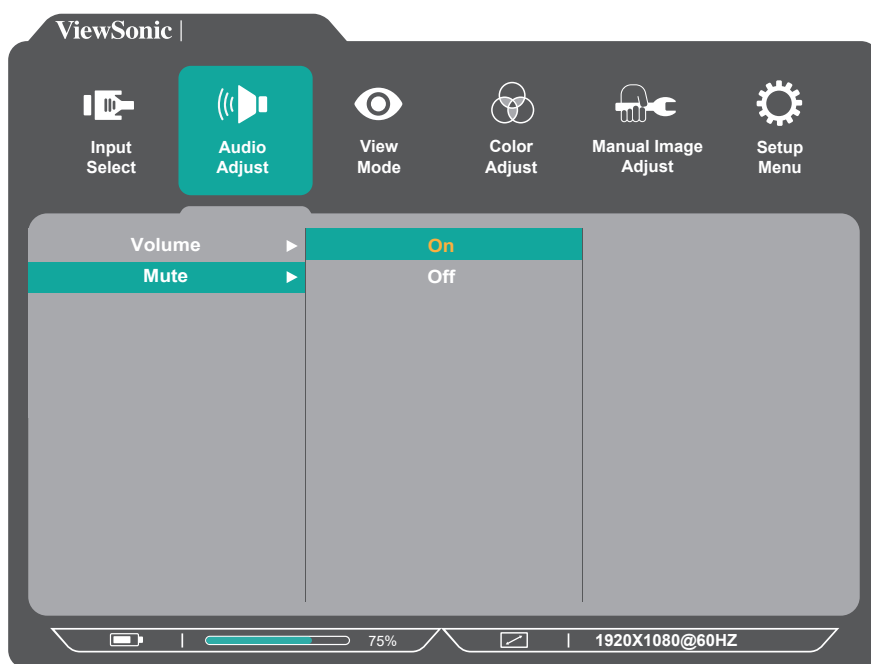 ViewSonic
Input
Select
Audio
Adjust
View
Mode
Color
Adjust
Manual Image
Adjust
Setup
Menu
Volume
On
Mute
Off
75%
1920X1080@60HZ